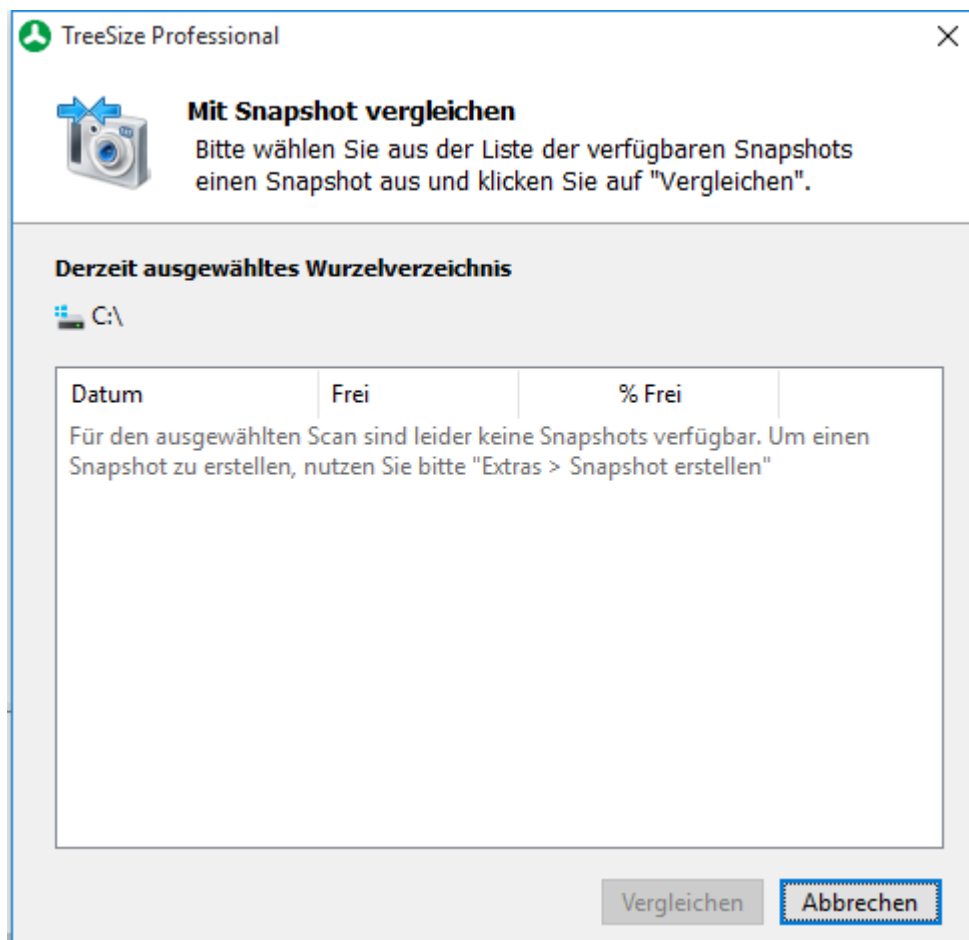 TreeSize Professional
Mit Snapshot vergleichen
Bitte wählen Sie aus der Liste der verfügbaren Snapshots
einen Snapshot aus und klicken Sie auf "Vergleichen".
Derzeit ausgewähltes Wurzelverzeichnis
C:\
Datum Frei % Frei
Für den ausgewählten Scan sind leider keine Snapshots verfügbar. Um einen
Snapshot zu erstellen, nutzen Sie bitte "Extras > Snapshot erstellen"
Vergleichen Abbrechen